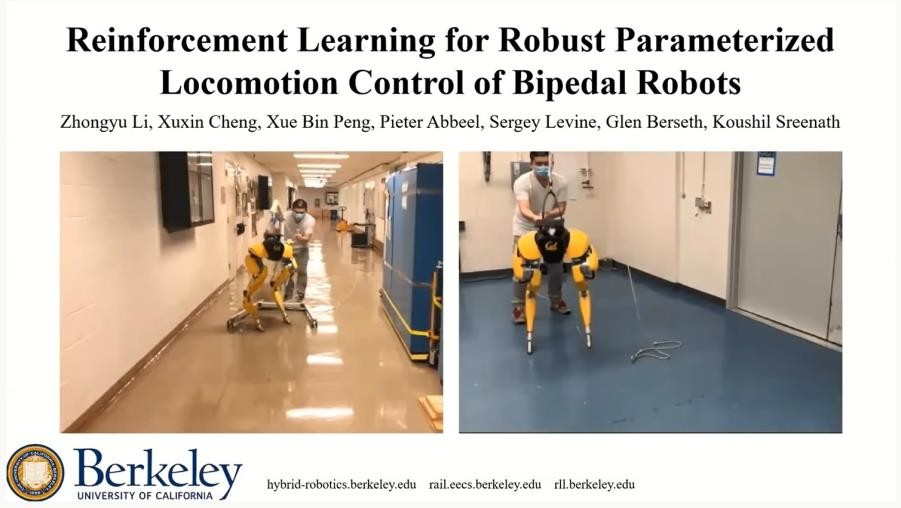 Reinforcement Learning for Robust Parameterized
Locomotion Control of Bipedal Robots
Zhongyu Li, Xuxin Cheng, Xue Bin Peng, Pieter Abbeel, Sergey Levine, Glen Berseth, Koushil Sreenath
Cal
Berkeley
UNIVERSITY OF CALIFORNIA
hybrid-robotics.berkeley.edu rail.eecs.berkeley.edu rll.berkeley.edu